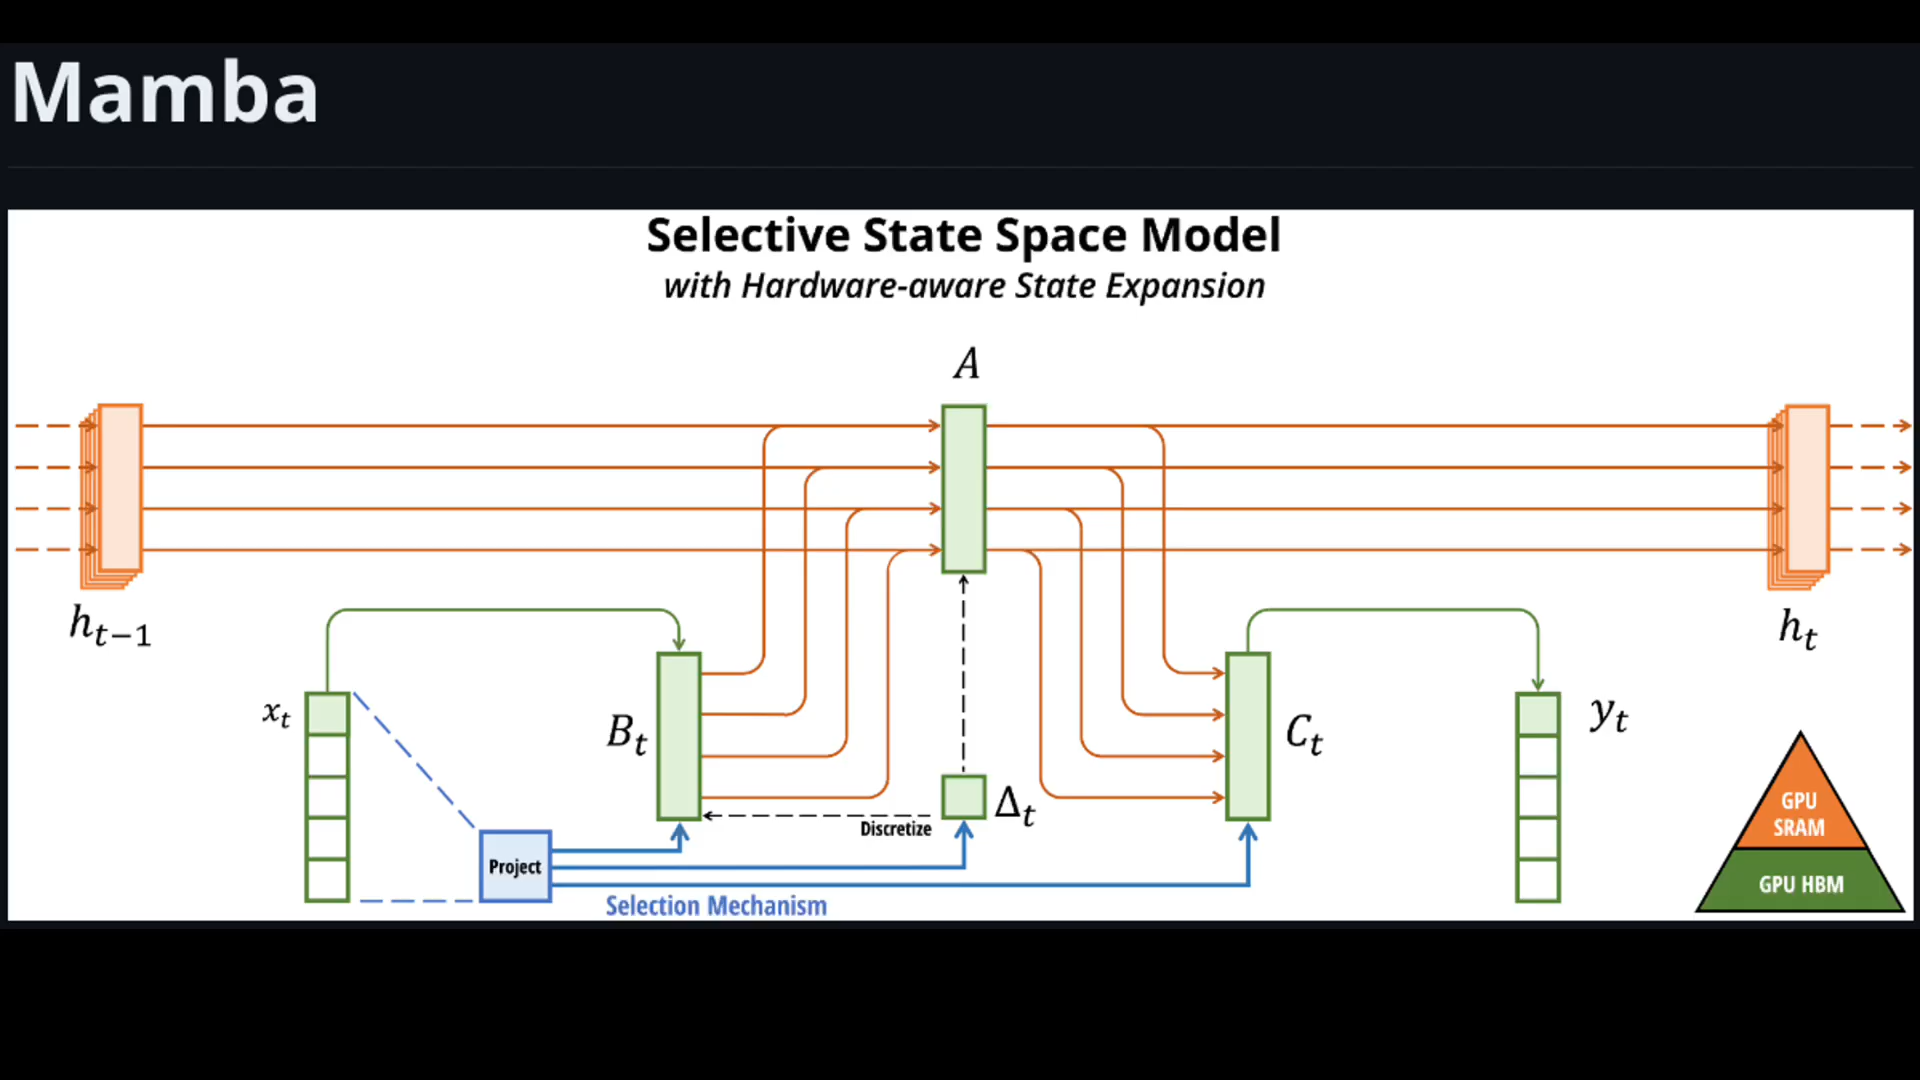 Mamba
Selective State Space Model
with Hardware-aware State Expansion
A
h_{t−1}
h_t
x_t
B_t
C_t
y_t
Δ_t
Discretize
Project
Selection Mechanism
GPU
SRAM
GPU HBM